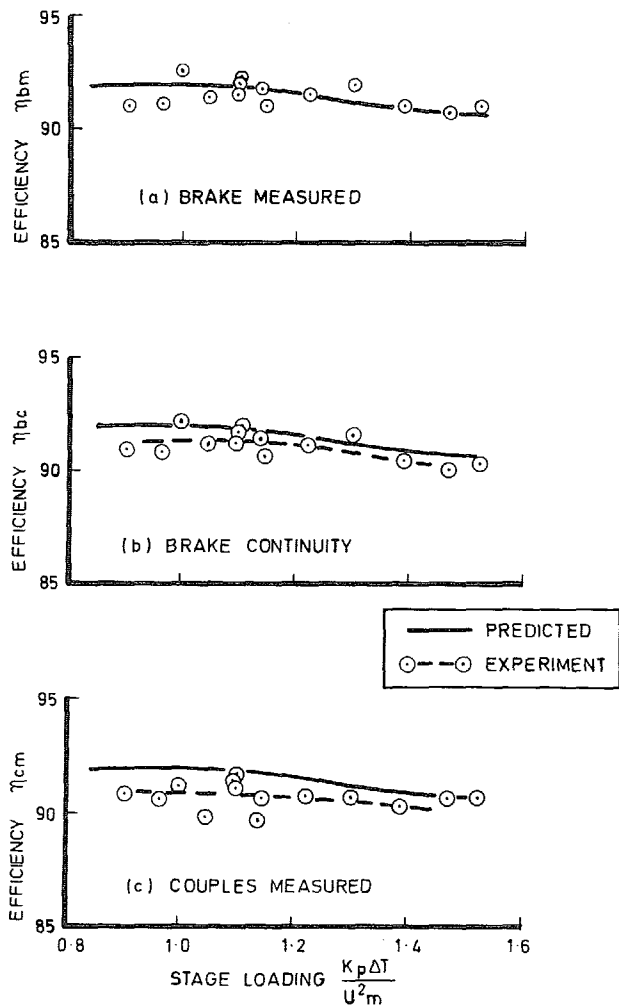 95
90
85
EFFICIENCY ηbm
(a) BRAKE MEASURED
95
90
85
EFFICIENCY ηbc
(b) BRAKE CONTINUITY
PREDICTED
EXPERIMENT
95
90
85
EFFICIENCY ηcm
(c) COUPLES MEASURED
0·8 1·0 1·2 1·4 1·6
STAGE LOADING KpΔT
U²m